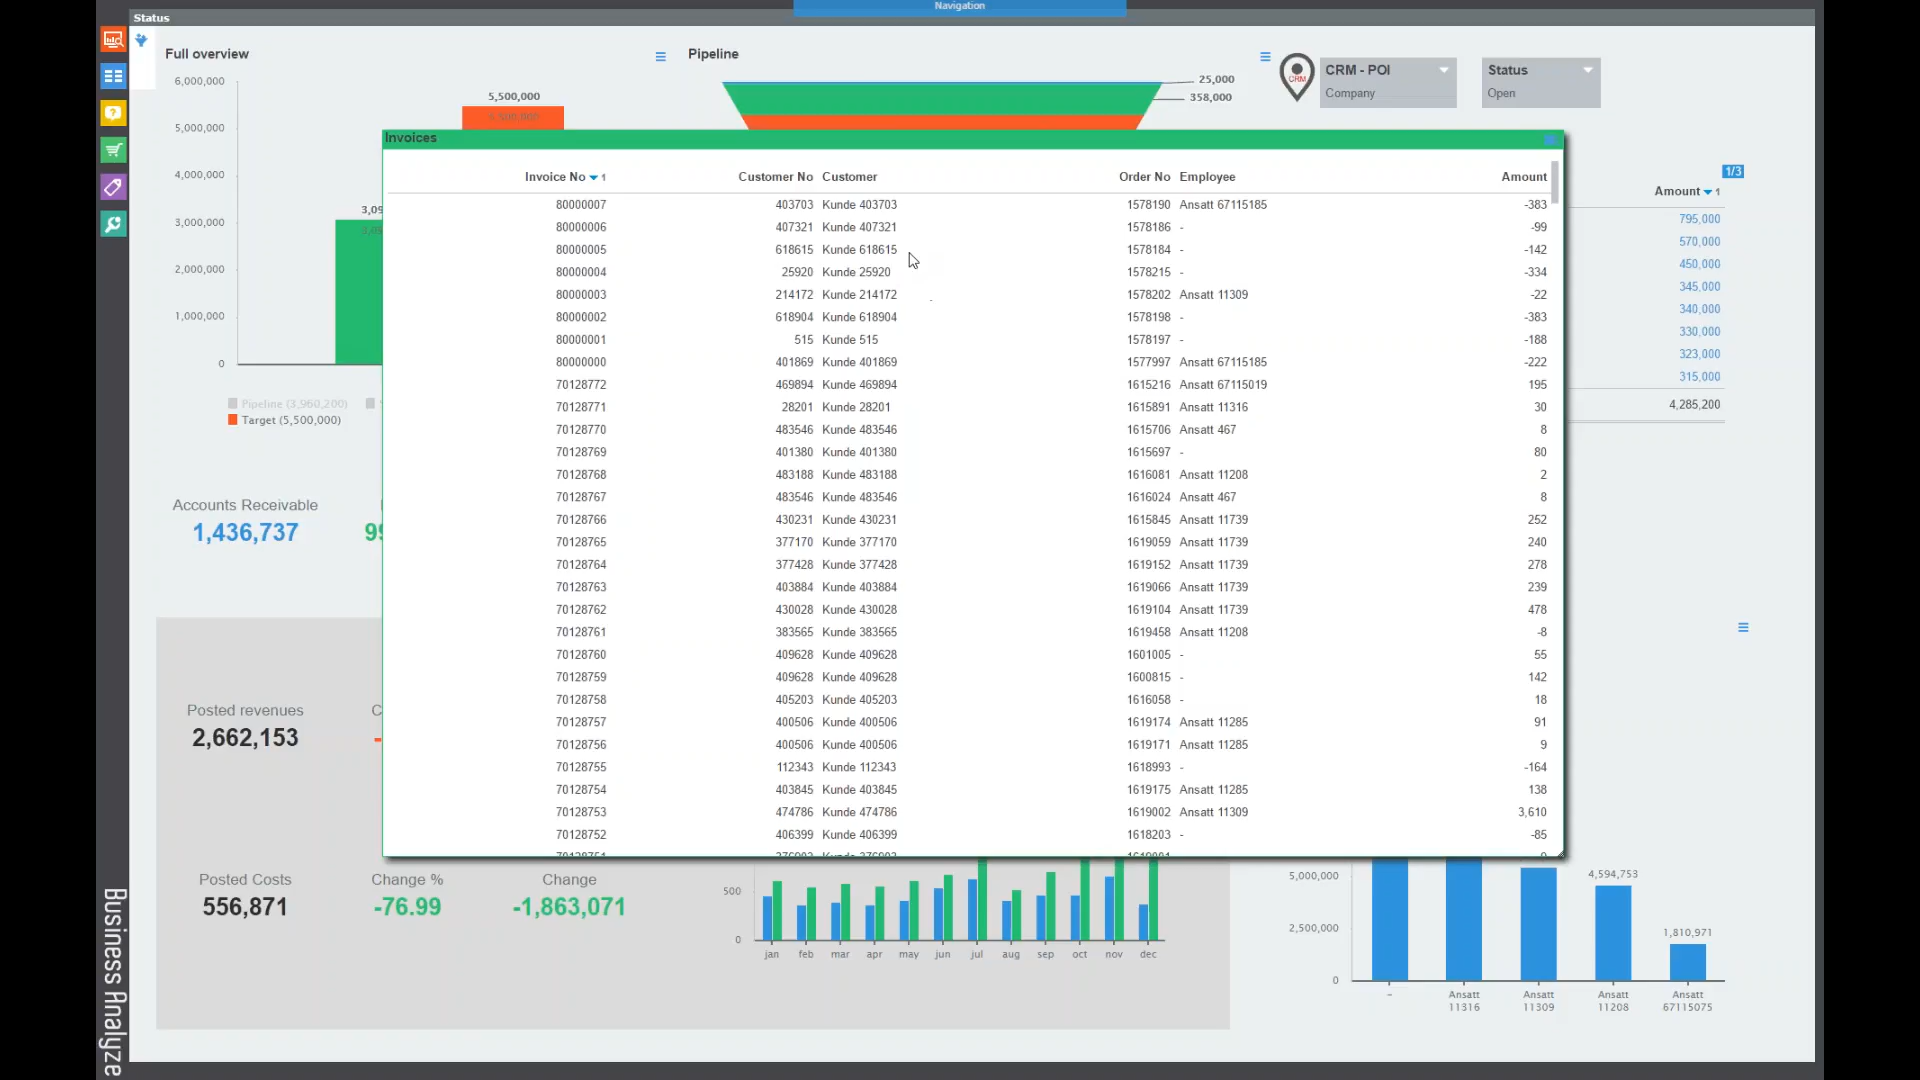 Navigation
Status
Full overview
Pipeline
6,000,000
5,000,000
4,000,000
3,000,000
2,000,000
1,000,000
0
5,500,000
5,500,000
3,09
Pipeline (3,960,200)
Target (5,500,000)
25,000
358,000
CRM
CRM - POI
Company
Status
Open
1/3
Amount 1
795,000
570,000
450,000
345,000
340,000
330,000
323,000
315,000
4,285,200
Invoices
Invoice No 1 Customer No Customer Order No Employee Amount
80000007 403703 Kunde 403703 1578190 Ansatt 67115185 -383
80000006 407321 Kunde 407321 1578186 - -99
80000005 618615 Kunde 618615 1578184 - -142
80000004 25920 Kunde 25920 1578215 - -334
80000003 214172 Kunde 214172 1578202 Ansatt 11309 -22
80000002 618904 Kunde 618904 1578198 - -383
80000001 515 Kunde 515 1578197 - -188
80000000 401869 Kunde 401869 1577997 Ansatt 67115185 -222
70128772 469894 Kunde 469894 1615216 Ansatt 67115019 195
70128771 28201 Kunde 28201 1615891 Ansatt 11316 30
70128770 483546 Kunde 483546 1615706 Ansatt 467 8
70128769 401380 Kunde 401380 1615697 - 80
70128768 483188 Kunde 483188 1616081 Ansatt 11208 2
70128767 483546 Kunde 483546 1616024 Ansatt 467 8
70128766 430231 Kunde 430231 1615845 Ansatt 11739 252
70128765 377170 Kunde 377170 1619059 Ansatt 11739 240
70128764 377428 Kunde 377428 1619152 Ansatt 11739 278
70128763 403884 Kunde 403884 1619066 Ansatt 11739 239
70128762 430028 Kunde 430028 1619104 Ansatt 11739 478
70128761 383565 Kunde 383565 1619458 Ansatt 11208 -8
70128760 409628 Kunde 409628 1601005 - 55
70128759 409628 Kunde 409628 1600815 - 142
70128758 405203 Kunde 405203 1616058 - 18
70128757 400506 Kunde 400506 1619174 Ansatt 11285 91
70128756 400506 Kunde 400506 1619171 Ansatt 11285 9
70128755 112343 Kunde 112343 1618993 - -164
70128754 403845 Kunde 403845 1619175 Ansatt 11285 138
70128753 474786 Kunde 474786 1619002 Ansatt 11309 3,610
70128752 406399 Kunde 406399 1618203 - -85
Accounts Receivable
1,436,737
99
Posted revenues
2,662,153
C
-
Posted Costs
556,871
Change %
-76.99
Change
-1,863,071
500
0
jan feb mar apr may jun jul aug sep oct nov dec
5,000,000
2,500,000
0
4,594,753
1,810,971
- Ansatt Ansatt Ansatt Ansatt
11316 11309 11208 67115075
Business Analyze